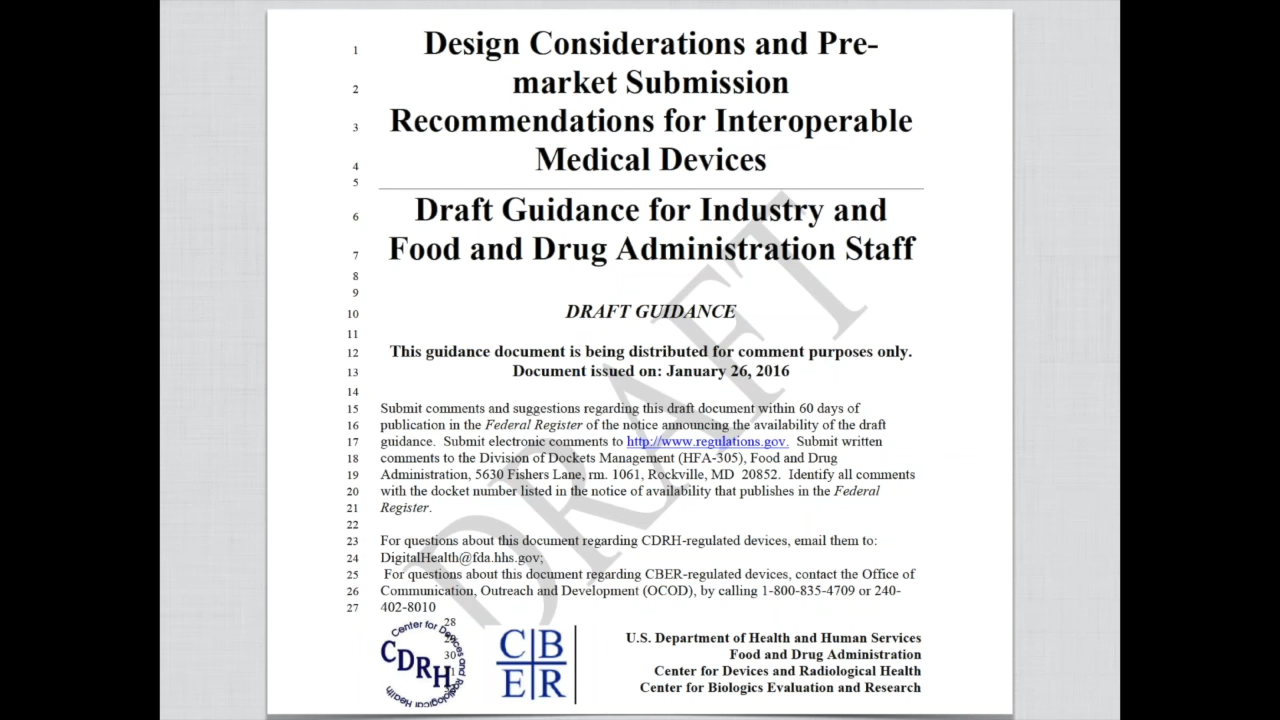 1 Design Considerations and Pre-
2 market Submission
3 Recommendations for Interoperable
4 Medical Devices
5
6 Draft Guidance for Industry and
7 Food and Drug Administration Staff
8
9
10 DRAFT GUIDANCE
11
12 This guidance document is being distributed for comment purposes only.
13 Document issued on: January 26, 2016
14
15 Submit comments and suggestions regarding this draft document within 60 days of
16 publication in the Federal Register of the notice announcing the availability of the draft
17 guidance. Submit electronic comments to http://www.regulations.gov. Submit written
18 comments to the Division of Dockets Management (HFA-305), Food and Drug
19 Administration, 5630 Fishers Lane, rm. 1061, Rockville, MD 20852. Identify all comments
20 with the docket number listed in the notice of availability that publishes in the Federal
21 Register.
22
23 For questions about this document regarding CDRH-regulated devices, email them to:
24 DigitalHealth@fda.hhs.gov;
25 For questions about this document regarding CBER-regulated devices, contact the Office of
26 Communication, Outreach and Development (OCOD), by calling 1-800-835-4709 or 240-
27 402-8010
28
30
DRAFT
Center for Devices and Radiological Health
CDRH
CBER
U.S. Department of Health and Human Services
Food and Drug Administration
Center for Devices and Radiological Health
Center for Biologics Evaluation and Research